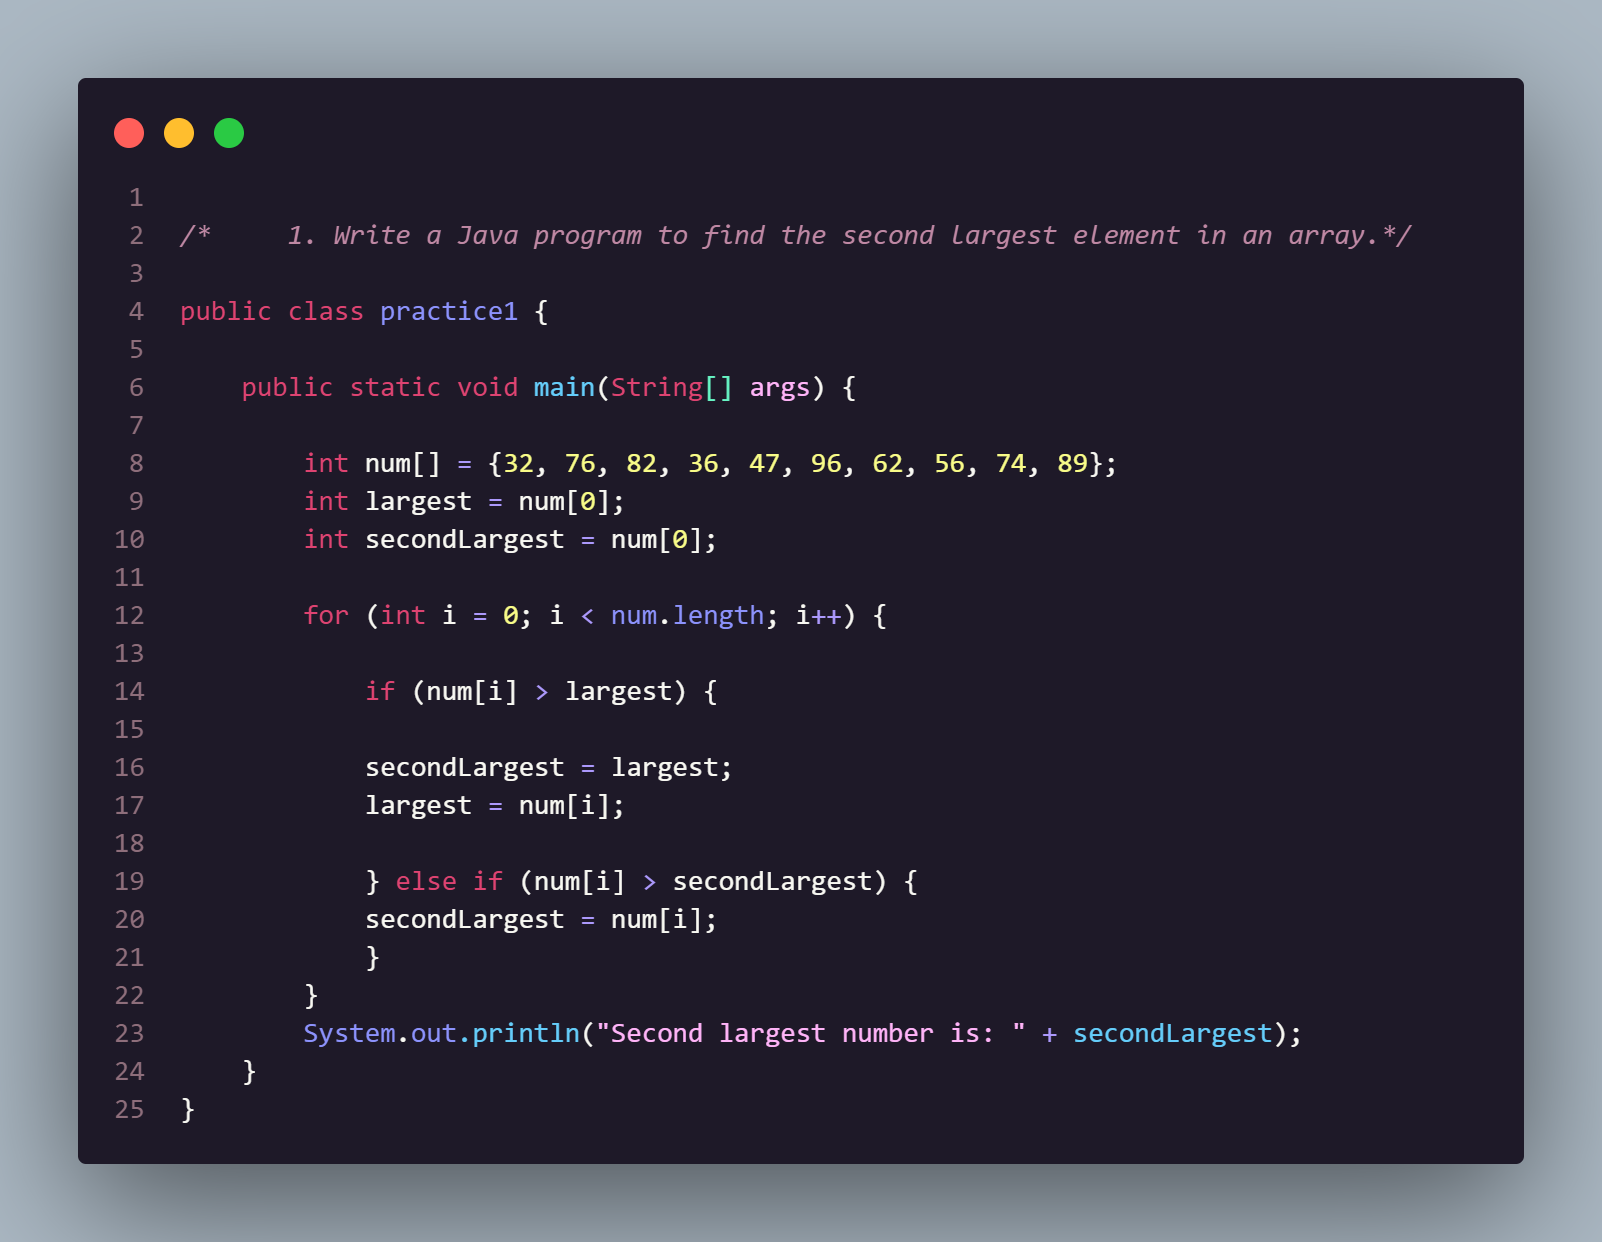 1
2 /*     1. Write a Java program to find the second largest element in an array.*/
3
4 public class practice1 {
5
6     public static void main(String[] args) {
7
8         int num[] = {32, 76, 82, 36, 47, 96, 62, 56, 74, 89};
9         int largest = num[0];
10         int secondLargest = num[0];
11
12         for (int i = 0; i < num.length; i++) {
13
14             if (num[i] > largest) {
15
16             secondLargest = largest;
17             largest = num[i];
18
19             } else if (num[i] > secondLargest) {
20             secondLargest = num[i];
21             }
22         }
23         System.out.println("Second largest number is: " + secondLargest);
24     }
25 }